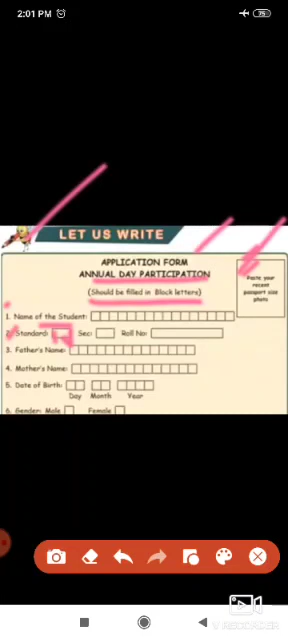 2:01 PM
75
LET US WRITE
APPLICATION FORM
ANNUAL DAY PARTICIPATION
(Should be filled in Block letters)
Paste your
recent
passport size
photo
1. Name of the Student:
2. Standard: Sec: Roll No:
3. Father's Name:
4. Mother's Name:
5. Date of Birth:
Day Month Year
6. Gender: Male Female
V RECORDER